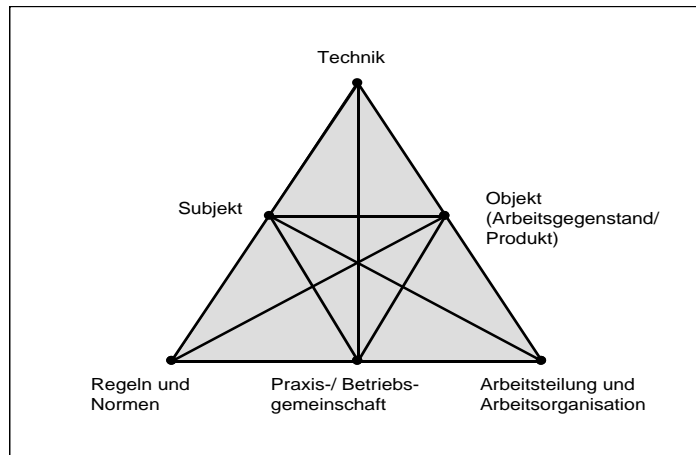 Technik
Subjekt
Objekt
(Arbeitsgegenstand/
Produkt)
Regeln und
Normen
Praxis-/ Betriebs-
gemeinschaft
Arbeitsteilung und
Arbeitsorganisation